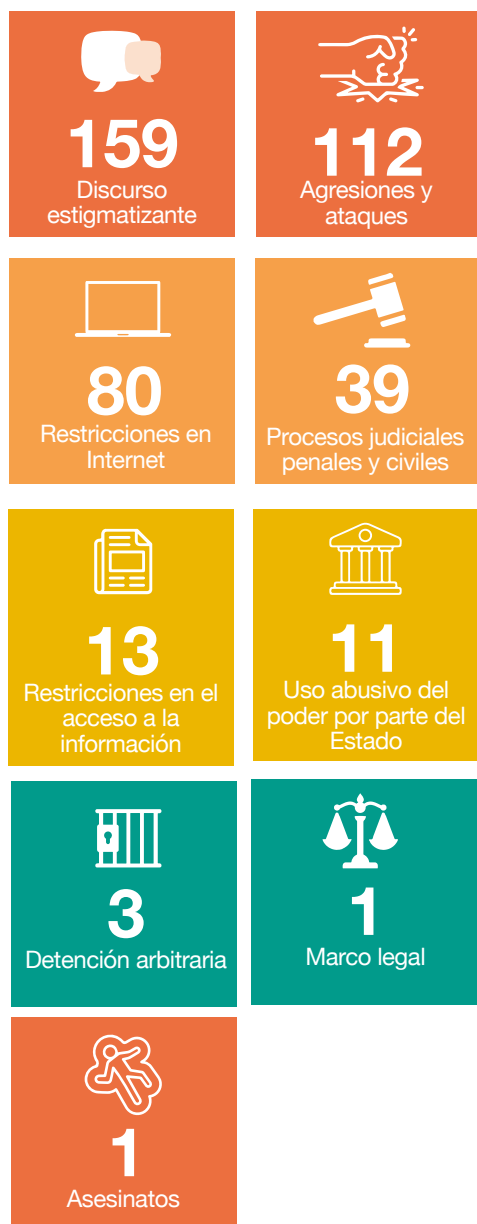 159
Discurso
estigmatizante
112
Agresiones y
ataques
80
Restricciones en
Internet
39
Procesos judiciales
penales y civiles
13
Restricciones en el
acceso a la
información
11
Uso abusivo del
poder por parte del
Estado
3
Detención arbitraria
1
Marco legal
1
Asesinatos